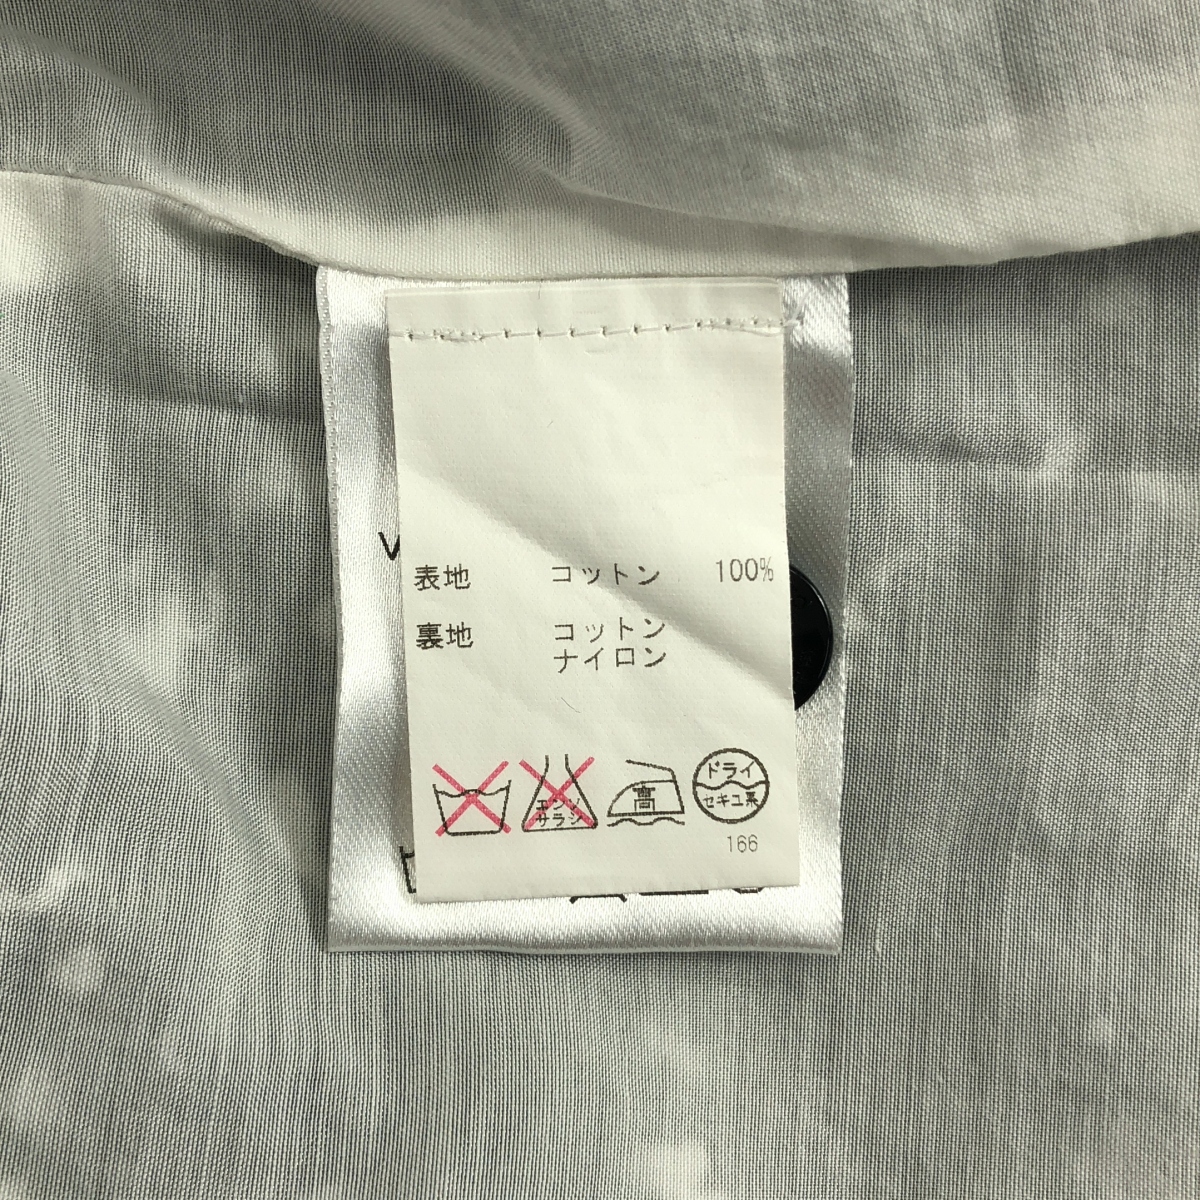 表地 コットン 100%
裏地 コットン
ナイロン
エンソ
サラシ
高
ドライ
セキユ系
166